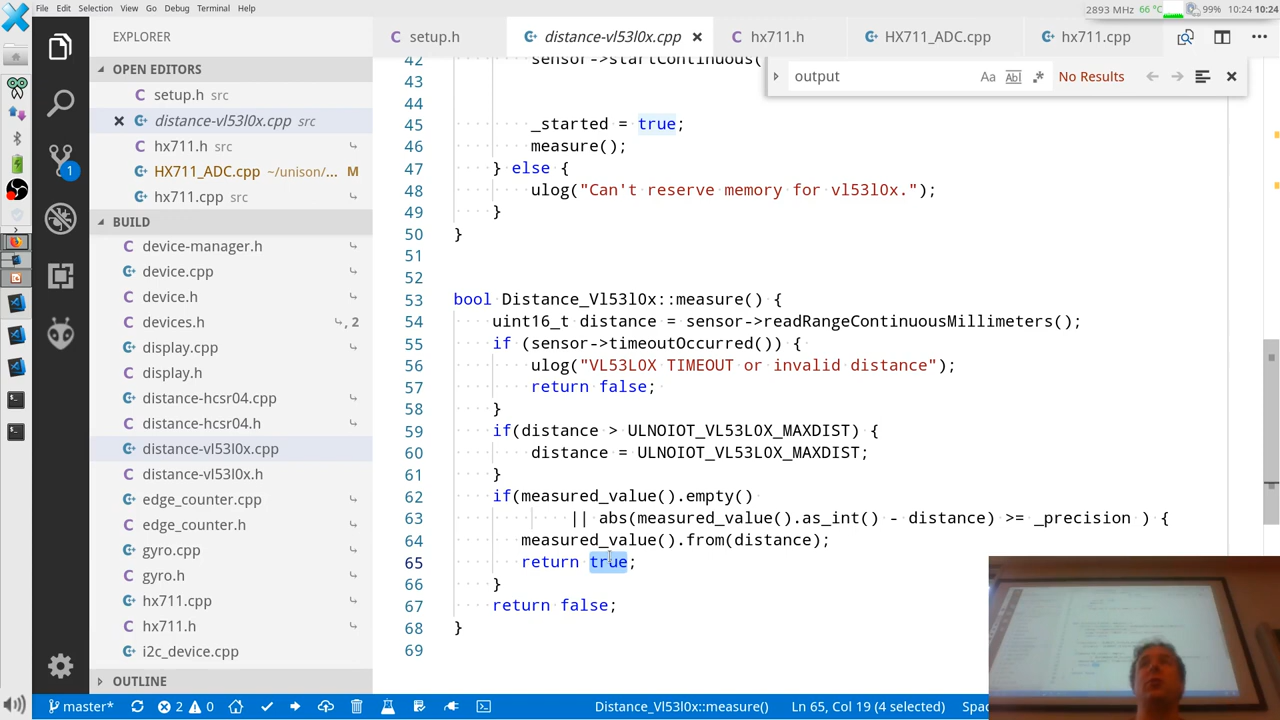 File Edit Selection View Go Debug Terminal Help
2893 MHz 66 °C 99% 10:24 10:24
EXPLORER
setup.h
distance-vl53l0x.cpp
hx711.h
HX711_ADC.cpp
hx711.cpp
output
Aa Abl .*
No Results
OPEN EDITORS
setup.h src
distance-vl53l0x.cpp src
hx711.h
HX711_ADC.cpp ~/unison/... M
hx711.cpp src
BUILD
device-manager.h
device.cpp
device.h
devices.h , 2
display.cpp
display.h
distance-hcsr04.cpp
distance-hcsr04.h
distance-vl53l0x.cpp
distance-vl53l0x.h
edge_counter.cpp
edge_counter.h
gyro.cpp
gyro.h
hx711.cpp
hx711.h
i2c_device.cpp
OUTLINE
42 sensor->startContinuous(
43
44
45 _started = true;
46 measure();
47 } else {
48 ulog("Can't reserve memory for vl53l0x.");
49 }
50 }
51
52
53 bool Distance_Vl53l0x::measure() {
54 uint16_t distance = sensor->readRangeContinuousMillimeters();
55 if (sensor->timeoutOccurred()) {
56 ulog("VL53L0X TIMEOUT or invalid distance");
57 return false;
58 }
59 if(distance > ULNOIOT_VL53L0X_MAXDIST) {
60 distance = ULNOIOT_VL53L0X_MAXDIST;
61 }
62 if(measured_value().empty()
63 || abs(measured_value().as_int() - distance) >= _precision ) {
64 measured_value().from(distance);
65 return true;
66 }
67 return false;
68 }
69
1
master* 2 0
Distance_Vl53l0x::measure() Ln 65, Col 19 (4 selected) Spac